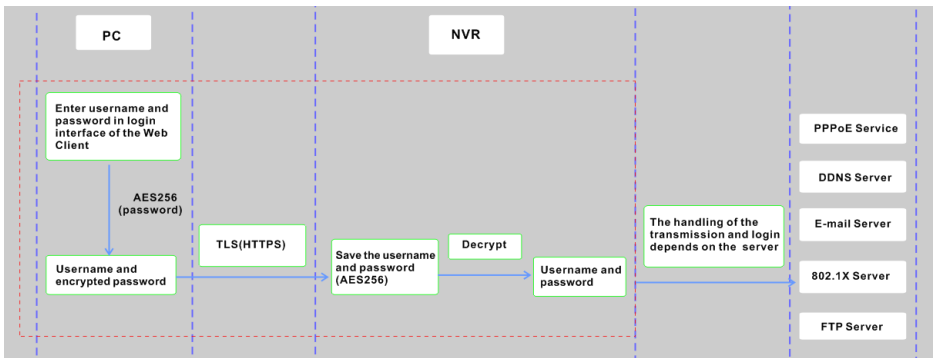 PC
NVR
Enter username and
password in login
interface of the Web
Client
AES256
(password)
Username and
encrypted password
TLS(HTTPS)
Save the username
and password
(AES256)
Decrypt
Username and
password
The handling of the
transmission and login
depends on the server
PPPoE Service
DDNS Server
E-mail Server
802.1X Server
FTP Server